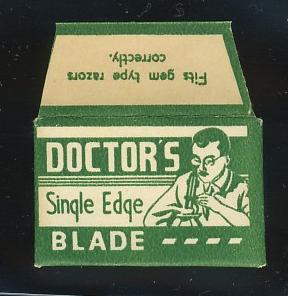 Fits gem type razors
correctly.
DOCTOR'S
Single Edge
BLADE